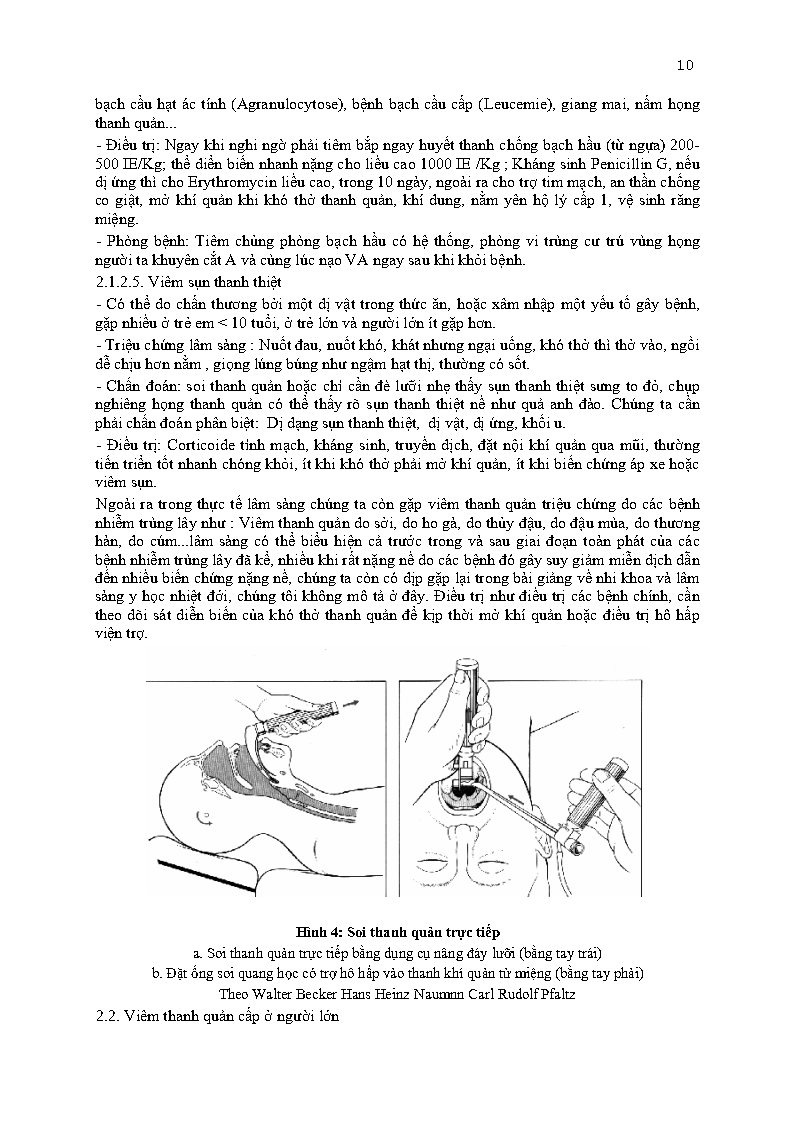 10
bạch cầu hạt ác tính (Agranulocytose), bệnh bạch cầu cấp (Leucemie), giang mai, nấm họng
thanh quản...
- Điều trị: Ngay khi nghi ngờ phải tiêm bắp ngay huyết thanh chống bạch hầu (từ ngựa) 200-
500 IE/Kg; thể diễn biến nhanh nặng cho liều cao 1000 IE /Kg ; Kháng sinh Penicillin G, nếu
dị ứng thì cho Erythromycin liều cao, trong 10 ngày, ngoài ra cho trợ tim mạch, an thần chống
co giật, mở khí quản khi khó thở thanh quản, khí dung, nằm yên hộ lý cấp 1, vệ sinh răng
miệng.
- Phòng bệnh: Tiêm chủng phòng bạch hầu có hệ thống, phòng vi trùng cư trú vùng họng
người ta khuyên cắt A và cùng lúc nạo VA ngay sau khi khỏi bệnh.
2.1.2.5. Viêm sụn thanh thiệt
- Có thể do chấn thương bởi một dị vật trong thức ăn, hoặc xâm nhập một yếu tố gây bệnh,
gặp nhiều ở trẻ em < 10 tuổi, ở trẻ lớn và người lớn ít gặp hơn.
- Triệu chứng lâm sàng : Nuốt đau, nuốt khó, khát nhưng ngại uống, khó thở thì thở vào, ngồi
dễ chịu hơn nằm , giọng lúng búng như ngậm hạt thị, thường có sốt.
- Chẩn đoán: soi thanh quản hoặc chỉ cần đè lưỡi nhẹ thấy sụn thanh thiệt sưng to đỏ, chụp
nghiêng họng thanh quản có thể thấy rõ sụn thanh thiệt nề như quả anh đào. Chúng ta cần
phải chẩn đoán phân biệt:  Dị dạng sụn thanh thiệt,  dị vật, dị ứng, khối u.
- Điều trị: Corticoide tĩnh mạch, kháng sinh, truyền dịch, đặt nội khí quản qua mũi, thường
tiến triển tốt nhanh chóng khỏi, ít khi khó thở phải mở khí quản, ít khi biến chứng áp xe hoặc
viêm sụn.
Ngoài ra trong thực tế lâm sàng chúng ta còn gặp viêm thanh quản triệu chứng do các bệnh
nhiễm trùng lây như : Viêm thanh quản do sởi, do ho gà, do thủy đậu, do đậu mùa, do thương
hàn, do cúm...lâm sàng có thể biểu hiện cả trước trong và sau giai đoạn toàn phát của các
bệnh nhiễm trùng lây đã kể, nhiều khi rất nặng nề do các bệnh đó gây suy giảm miễn dịch dẫn
đến nhiều biến chứng nặng nề, chúng ta còn có dịp gặp lại trong bài giảng về nhi khoa và lâm
sàng y học nhiệt đới, chúng tôi không mô tả ở đây. Điều trị như điều trị các bệnh chính, cần
theo dõi sát diễn biến của khó thở thanh quản để kịp thời mở khí quản hoặc điều trị hô hấp
viện trợ.
Hình 4: Soi thanh quản trực tiếp
a. Soi thanh quản trực tiếp bằng dụng cụ nâng đáy lưỡi (bằng tay trái)
b. Đặt ống soi quang học có trợ hô hấp vào thanh khí quản từ miệng (bằng tay phải)
Theo Walter Becker Hans Heinz Naumnn Carl Rudolf Pfaltz
2.2. Viêm thanh quản cấp ở người lớn